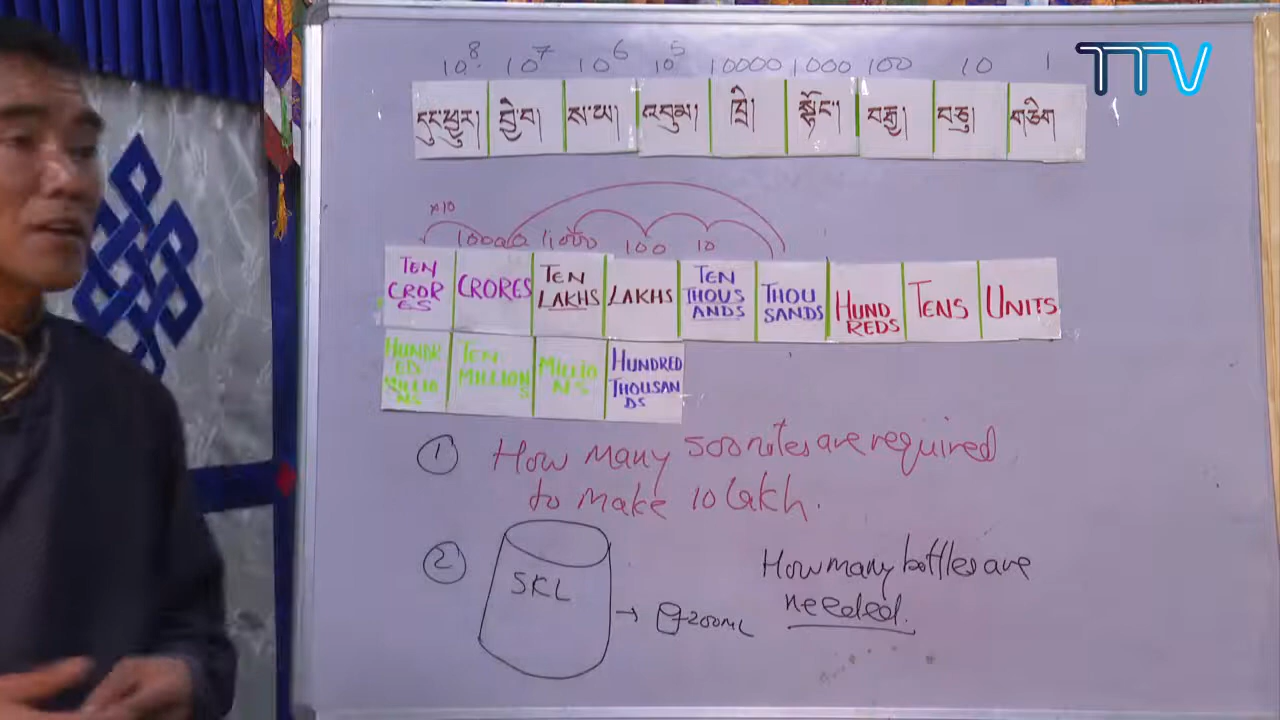 TTV
10⁸ 10⁷ 10⁶ 10⁵ 10000 1000 100 10 1
དུང་ཕྱུར། བྱེ་བ། ས་ཡ། འབུམ། ཁྲི། སྟོང་། བརྒྱ། བཅུ། གཅིག
×10
100 10
TEN CRORES CRORES TEN LAKHS LAKHS TEN THOUSANDS THOUSANDS HUNDREDS TENS UNITS
HUNDRED MILLIONS TEN MILLIONS MILLIONS HUNDRED THOUSANDS
① How many 500 notes are required
to make 10 lakh.
② 5KL → 200ML
How many bottles are
needed.